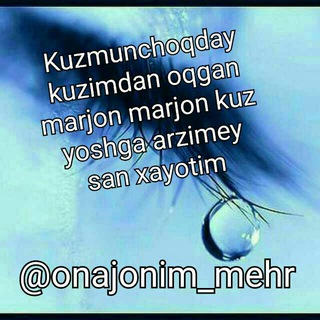 Kuzmunchoqday
kuzimdan oqgan
marjon marjon kuz
yoshga arzimey
san xayotim
@onajonim_mehr